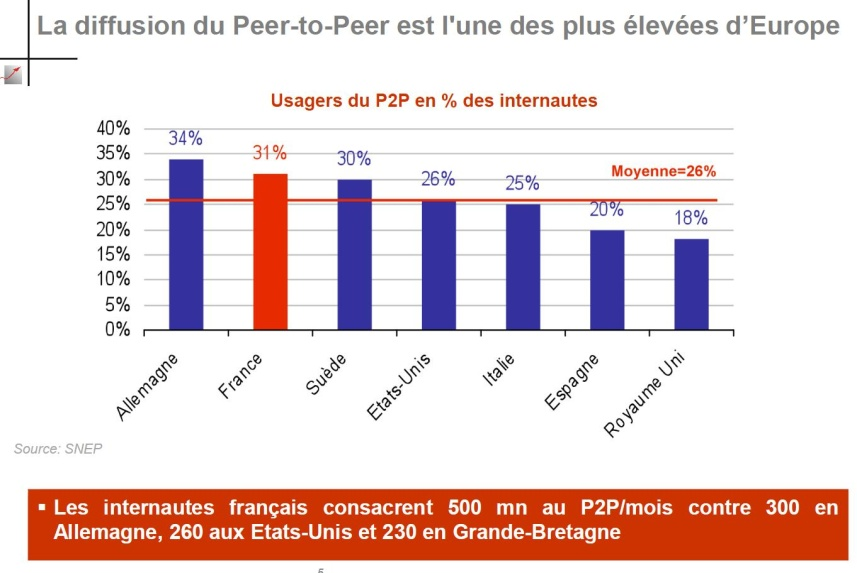 La diffusion du Peer-to-Peer est l'une des plus élevées d’Europe
Usagers du P2P en % des internautes
40%
35%
30%
25%
20%
15%
10%
5%
0%
34%
31%
30%
26%
25%
20%
18%
Moyenne=26%
Allemagne
France
Suède
Etats-Unis
Italie
Espagne
Royaume Uni
Source: SNEP
▪ Les internautes français consacrent 500 mn au P2P/mois contre 300 en
Allemagne, 260 aux Etats-Unis et 230 en Grande-Bretagne